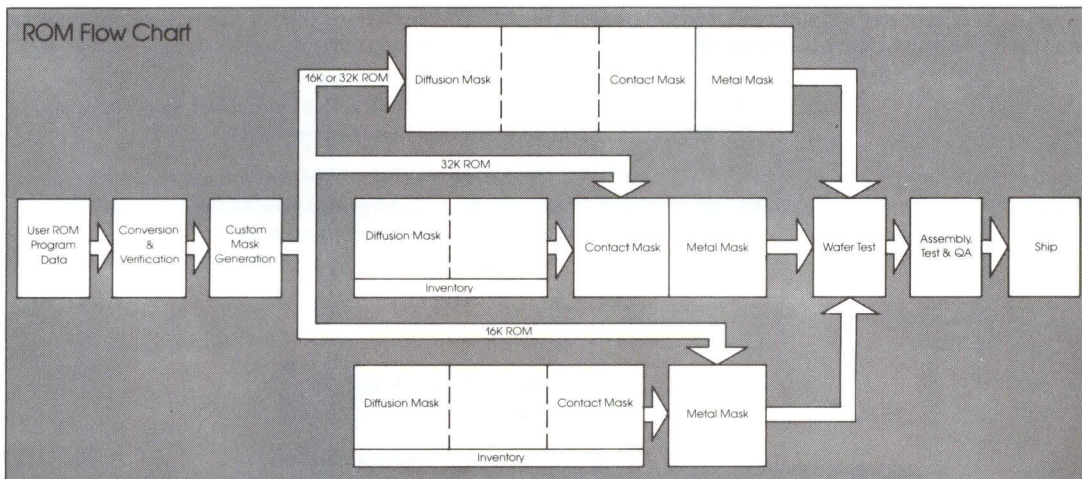 ROM Flow Chart
16K or 32K ROM
Diffusion Mask
Contact Mask
Metal Mask
32K ROM
User ROM
Program
Data
Conversion
&
Verification
Custom
Mask
Generation
Diffusion Mask
Inventory
Contact Mask
Metal Mask
Wafer Test
Assembly,
Test & QA
Ship
16K ROM
Diffusion Mask
Contact Mask
Inventory
Metal Mask